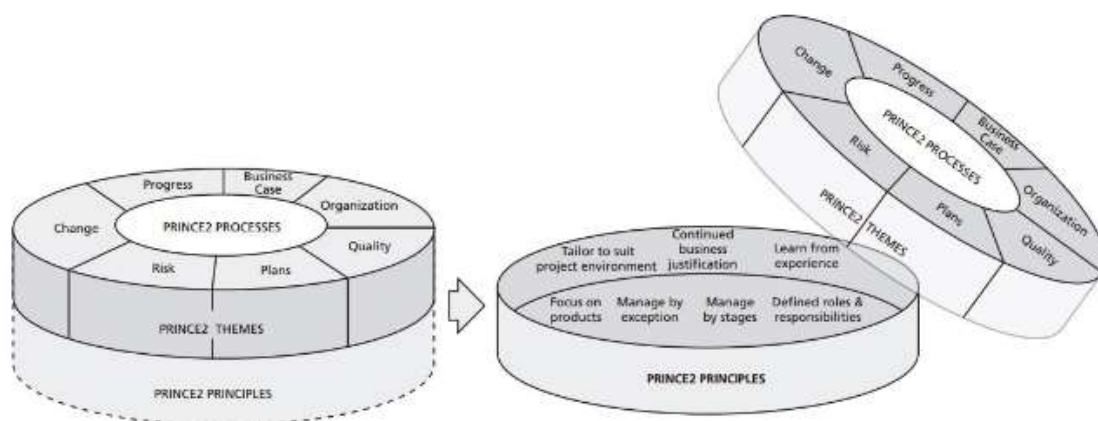 Progress
Business
Case
Organization
Change
PRINCE2 PROCESSES
Quality
Risk
Plans
PRINCE2 THEMES
PRINCE2 PRINCIPLES
Tailor to suit
project environment
Continued
business
justification
Learn from
experience
Focus on
products
Manage by
exception
Manage
by stages
Defined roles &
responsibilities
PRINCE2 PRINCIPLES
Change
Progress
Business
Case
PRINCE2 PROCESSES
Risk
Organization
Plans
Quality
PRINCE2 THEMES